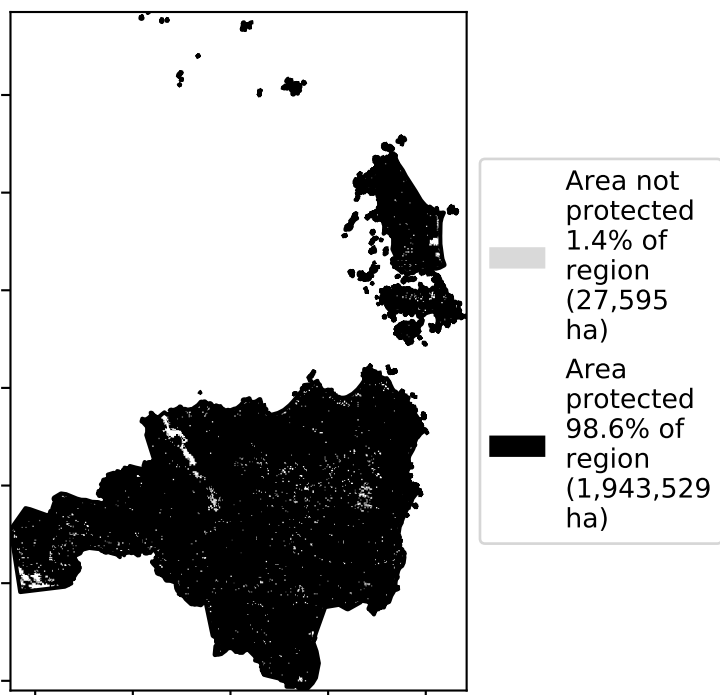 Area not
protected
1.4% of
region
(27,595
ha)
Area
protected
98.6% of
region
(1,943,529
ha)